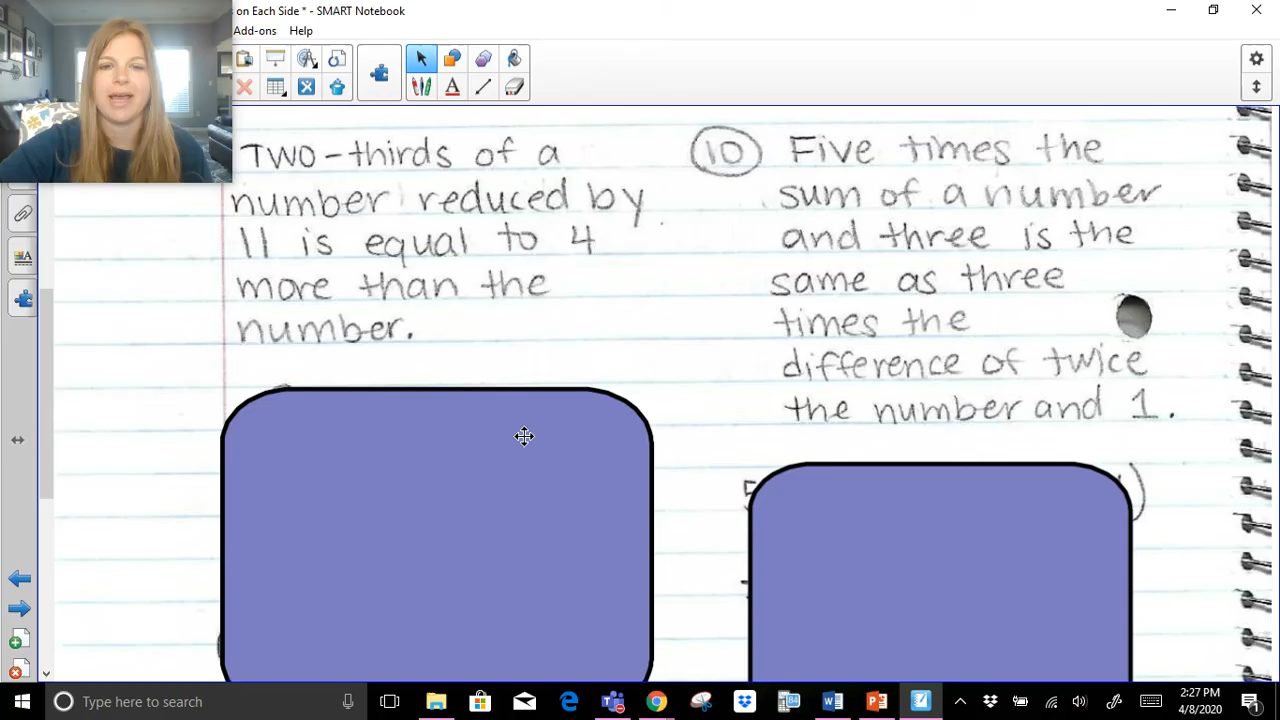 s on Each Side * - SMART Notebook
Add-ons Help
Two-thirds of a
number reduced by
11 is equal to 4
more than the
number.
10 Five times the
sum of a number
and three is the
same as three
times the
difference of twice
the number and 1.
Type here to search
2:27 PM
4/8/2020